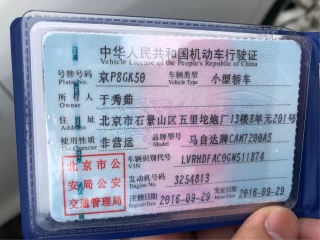 中华人民共和国机动车行驶证
Vehicle License of the People's Republic of China
号牌号码 京P8GK50 车辆类型 小型轿车
Plate No. Vehicle Type
所有人 于秀茹
Owner
住址 北京市石景山区五里坨炮厂13楼8单元201号
Address
使用性质 非营运 品牌型号 马自达牌CAM7200A5
Use Character Model
北京市公安局公安交通管理局
车辆识别代号 LVRHDFAC0GN511874
VIN
发动机号码 3254813
Engine No.
注册日期 2016-09-29 发证日期 2016-09-29
Register Date Issue Date